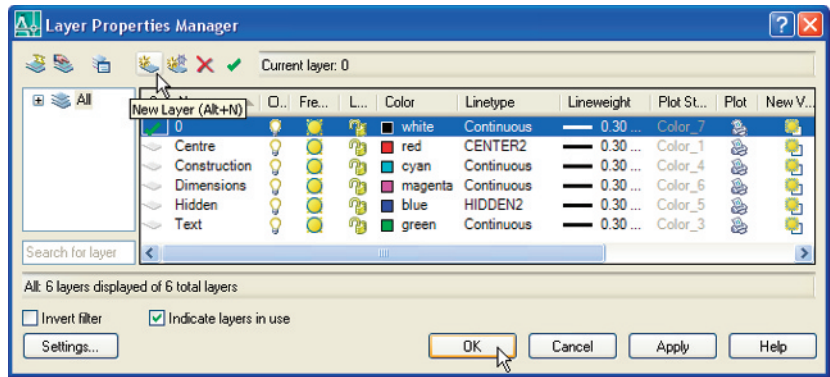 Layer Properties Manager
Current layer: 0
All
New Layer (Alt+N)
O.. Fre... L... Color Linetype Lineweight Plot St... Plot New V...
0 white Continuous 0.30 ... Color_7
Centre red CENTER2 0.30 ... Color_1
Construction cyan Continuous 0.30 ... Color_4
Dimensions magenta Continuous 0.30 ... Color_6
Hidden blue HIDDEN2 0.30 ... Color_5
Text green Continuous 0.30 ... Color_3
Search for layer
All: 6 layers displayed of 6 total layers
Invert filter Indicate layers in use
Settings... OK Cancel Apply Help